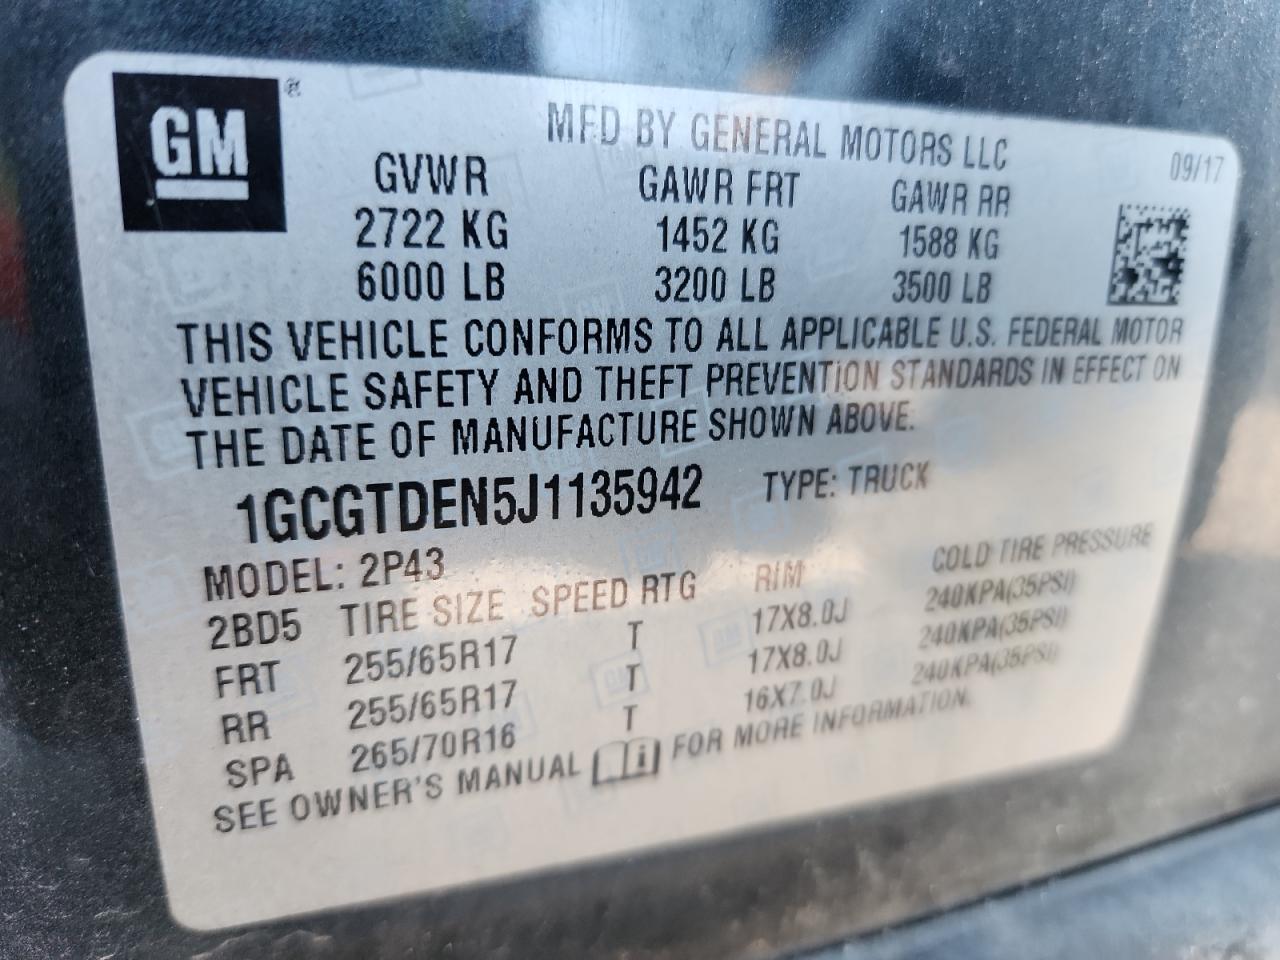 GM ®
MFD BY GENERAL MOTORS LLC
09/17
GVWR GAWR FRT GAWR RR
2722 KG 1452 KG 1588 KG
6000 LB 3200 LB 3500 LB
THIS VEHICLE CONFORMS TO ALL APPLICABLE U.S. FEDERAL MOTOR
VEHICLE SAFETY AND THEFT PREVENTION STANDARDS IN EFFECT ON
THE DATE OF MANUFACTURE SHOWN ABOVE.
1GCGTDEN5J1135942 TYPE: TRUCK
MODEL: 2P43
2BD5 TIRE SIZE SPEED RTG RIM COLD TIRE PRESSURE
FRT 255/65R17 T 17X8.0J 240KPA(35PSI)
RR 255/65R17 T 17X8.0J 240KPA(35PSI)
SPA 265/70R16 T 16X7.0J 240KPA(35PSI)
SEE OWNER'S MANUAL i FOR MORE INFORMATION.